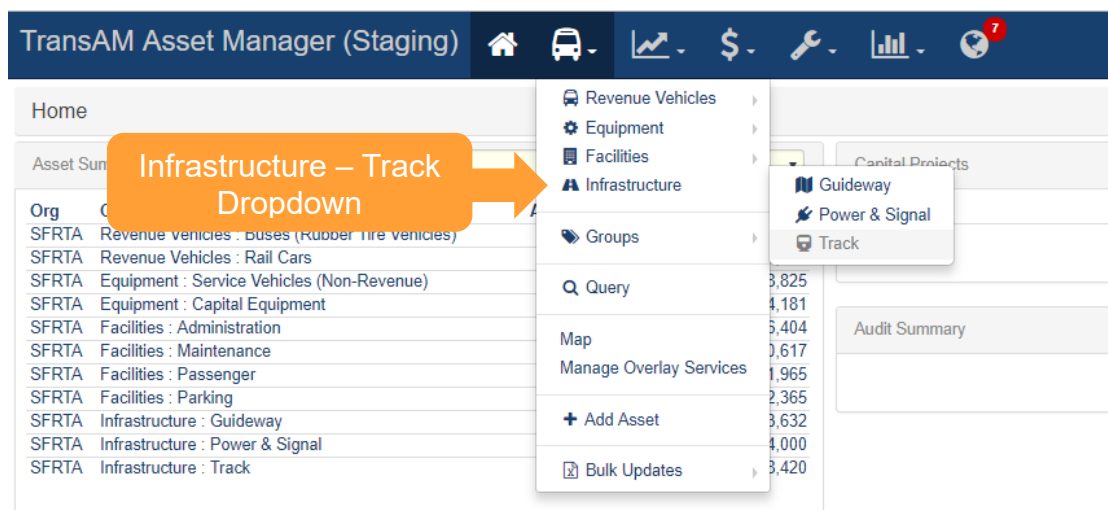 TransAM Asset Manager (Staging)
7
Home
Revenue Vehicles
Equipment
Facilities
Infrastructure
Groups
Query
Map
Manage Overlay Services
+ Add Asset
Bulk Updates
Guideway
Power & Signal
Track
Infrastructure – Track
Dropdown
Asset
Org
SFRTA Revenue Vehicles : Buses (Rubber Tire Vehicles)
SFRTA Revenue Vehicles : Rail Cars
SFRTA Equipment : Service Vehicles (Non-Revenue) 3,825
SFRTA Equipment : Capital Equipment 4,181
SFRTA Facilities : Administration 6,404
SFRTA Facilities : Maintenance 0,617
SFRTA Facilities : Passenger 1,965
SFRTA Facilities : Parking 2,365
SFRTA Infrastructure : Guideway 3,632
SFRTA Infrastructure : Power & Signal 4,000
SFRTA Infrastructure : Track 3,420
Capital Projects
Audit Summary